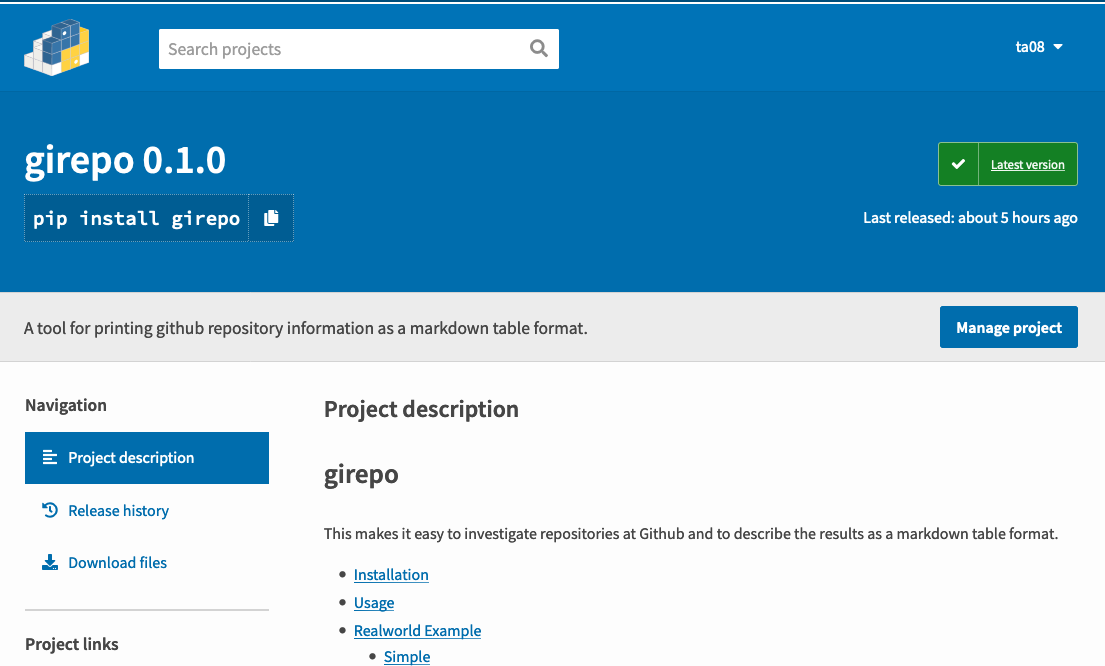 Search projects
ta08
girepo 0.1.0
Latest version
pip install girepo
Last released: about 5 hours ago
A tool for printing github repository information as a markdown table format.
Manage project
Navigation
Project description
Release history
Download files
Project links
Project description
girepo
This makes it easy to investigate repositories at Github and to describe the results as a markdown table format.
Installation
Usage
Realworld Example
Simple